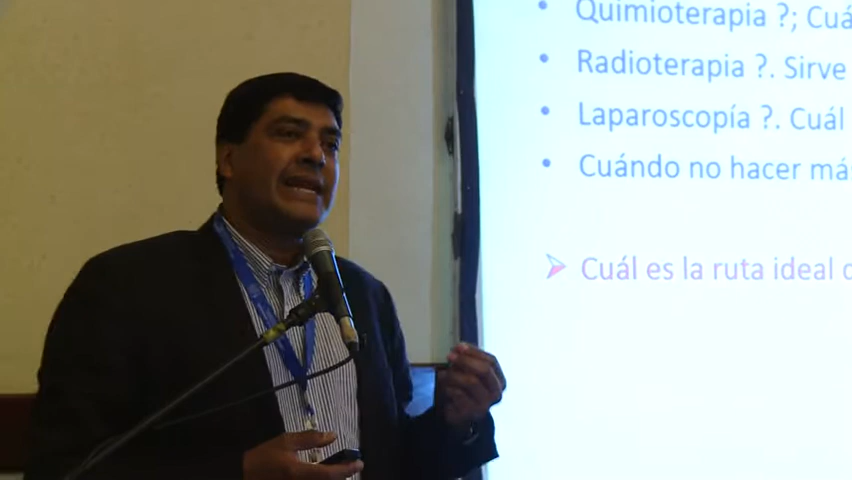 Quimioterapia ?; Cuá
Radioterapia ?. Sirve
Laparoscopía ?. Cuál
Cuándo no hacer má
Cuál es la ruta ideal d